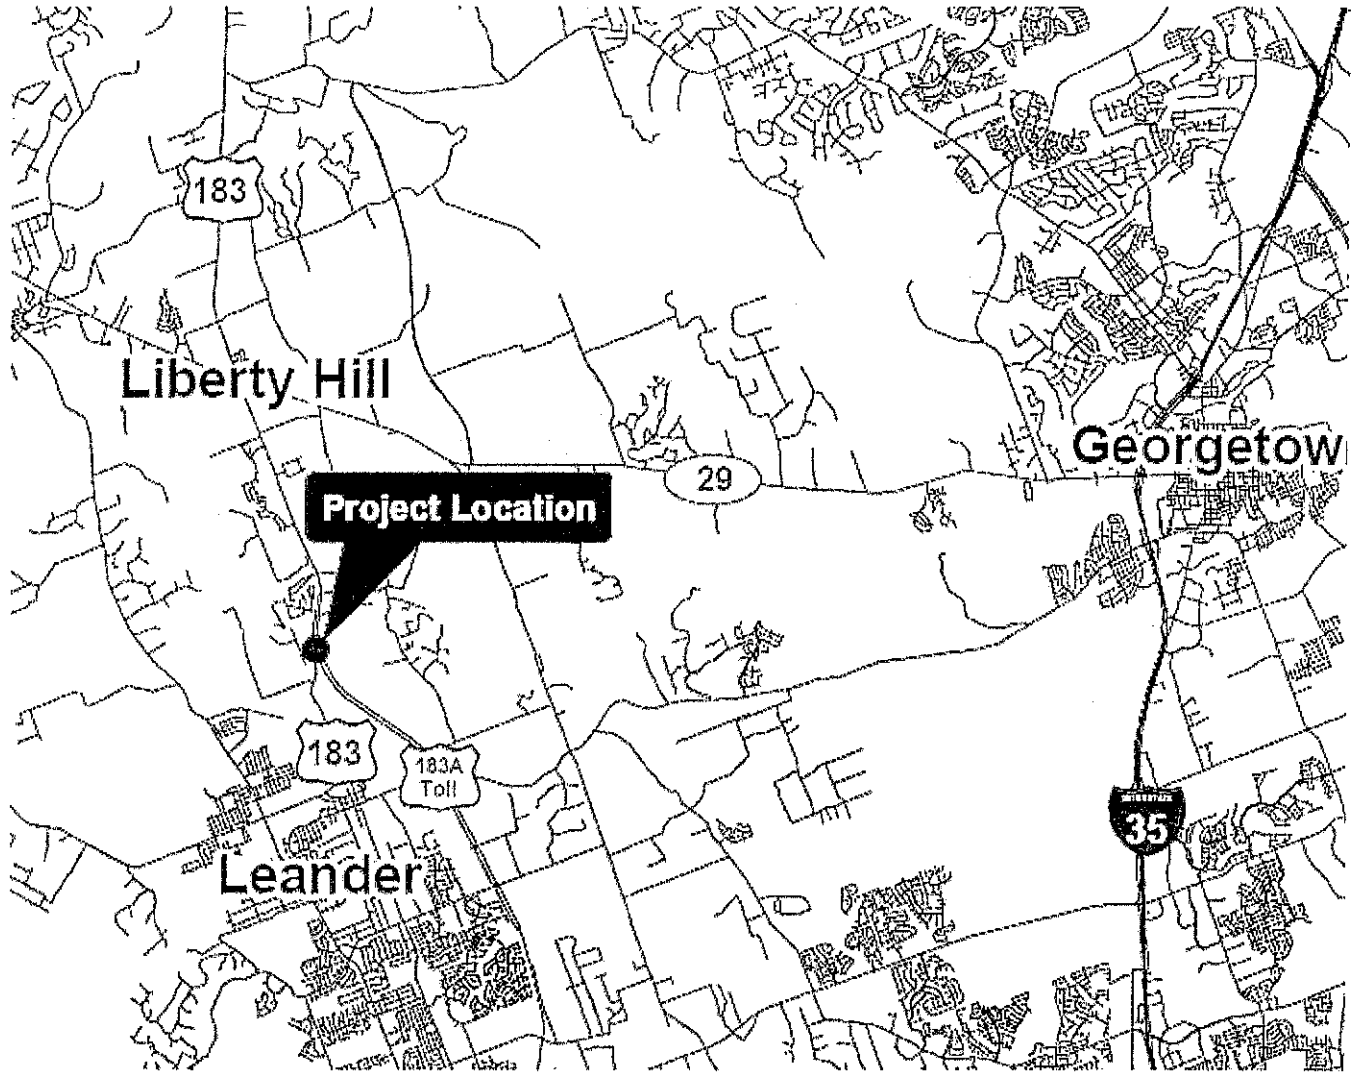 183
Liberty Hill
Georgetow
29
Project Location
183
183A
Toll
35
Leander